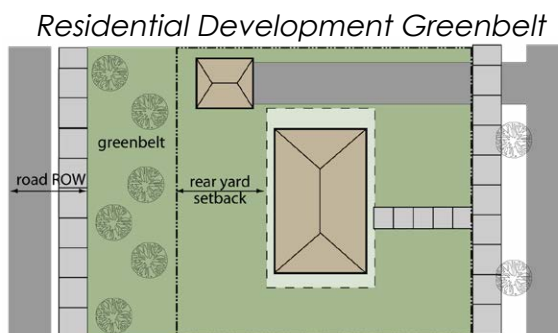 Residential Development Greenbelt
greenbelt
road ROW
rear yard
setback